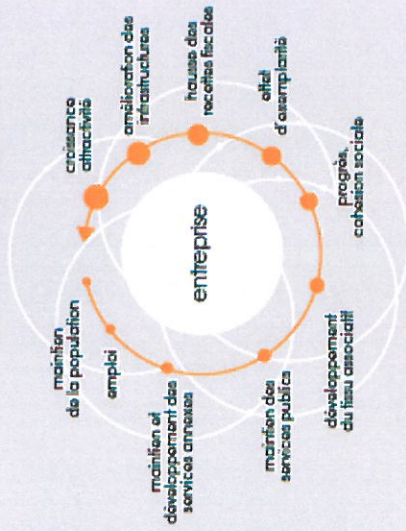 maintien
de la population
emploi
maintien et
développement des
services annexes
maintien des
services publics
développement
du tissu associatif
progrès,
cohésion sociale
effet
d'exemplarité
hausse des
recettes fiscales
amélioration des
infrastructures
croissance
attractivité
entreprise